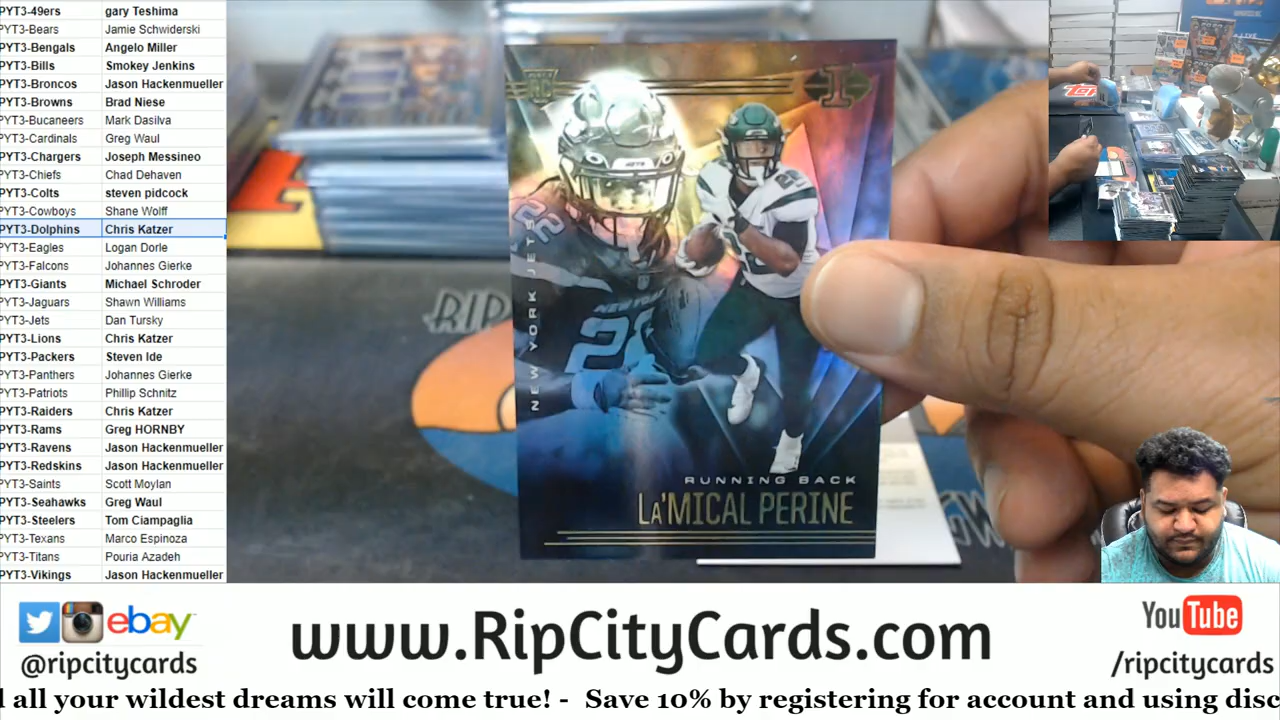 PYT3-49ers gary Teshima
PYT3-Bears Jamie Schwiderski
PYT3-Bengals Angelo Miller
PYT3-Bills Smokey Jenkins
PYT3-Broncos Jason Hackenmueller
PYT3-Browns Brad Niese
PYT3-Bucaneers Mark Dasilva
PYT3-Cardinals Greg Waul
PYT3-Chargers Joseph Messineo
PYT3-Chiefs Chad Dehaven
PYT3-Colts steven pidcock
PYT3-Cowboys Shane Wolff
PYT3-Dolphins Chris Katzer
PYT3-Eagles Logan Dorle
PYT3-Falcons Johannes Gierke
PYT3-Giants Michael Schroder
PYT3-Jaguars Shawn Williams
PYT3-Jets Dan Tursky
PYT3-Lions Chris Katzer
PYT3-Packers Steven Ide
PYT3-Panthers Johannes Gierke
PYT3-Patriots Phillip Schnitz
PYT3-Raiders Chris Katzer
PYT3-Rams Greg HORNBY
PYT3-Ravens Jason Hackenmueller
PYT3-Redskins Jason Hackenmueller
PYT3-Saints Scott Moylan
PYT3-Seahawks Greg Waul
PYT3-Steelers Tom Ciampaglia
PYT3-Texans Marco Espinoza
PYT3-Titans Pouria Azadeh
PYT3-Vikings Jason Hackenmueller
RC
I
NEW YORK JETS
22
RUNNING BACK
LA'MICAL PERINE
RIP
ebay
@ripcitycards
www.RipCityCards.com
YouTube
/ripcitycards
all your wildest dreams will come true! - Save 10% by registering for account and using disc